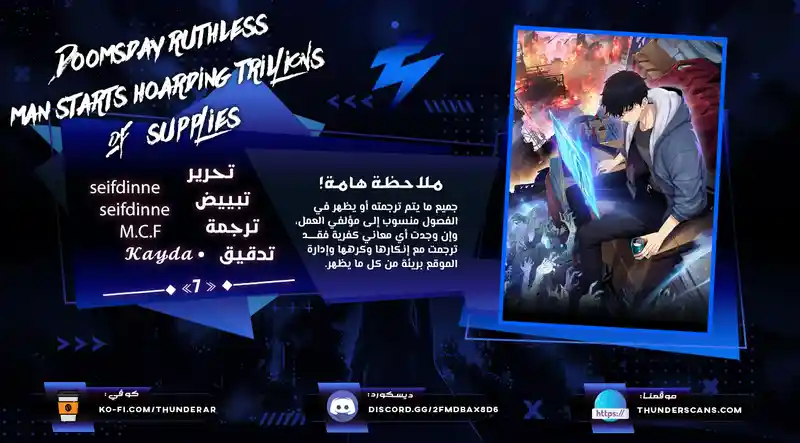 DOOMSDAY RUTHLESS
MAN STARTS HOARDING TRILLIONS
OF SUPPLIES
تحرير seifdinne
تبييض seifdinne
ترجمة M.C.F
تدقيق • Kayda
《7》
ملاحظة هامة!
جميع ما يتم ترجمته أو يظهر في
الفصول منسوب إلى مؤلفي العمل,
وإن وجدت أي معاني كفرية فقد
ترجمت مع إنكارها وكرهها وإدارة
الموقع بريئة من كل ما يظهر.
كوفي:
KO-FI.COM/THUNDERAR
ديسكورد:
DISCORD.GG/2FMDBAX8D6
موقعنا:
https://
THUNDERSCANS.COM